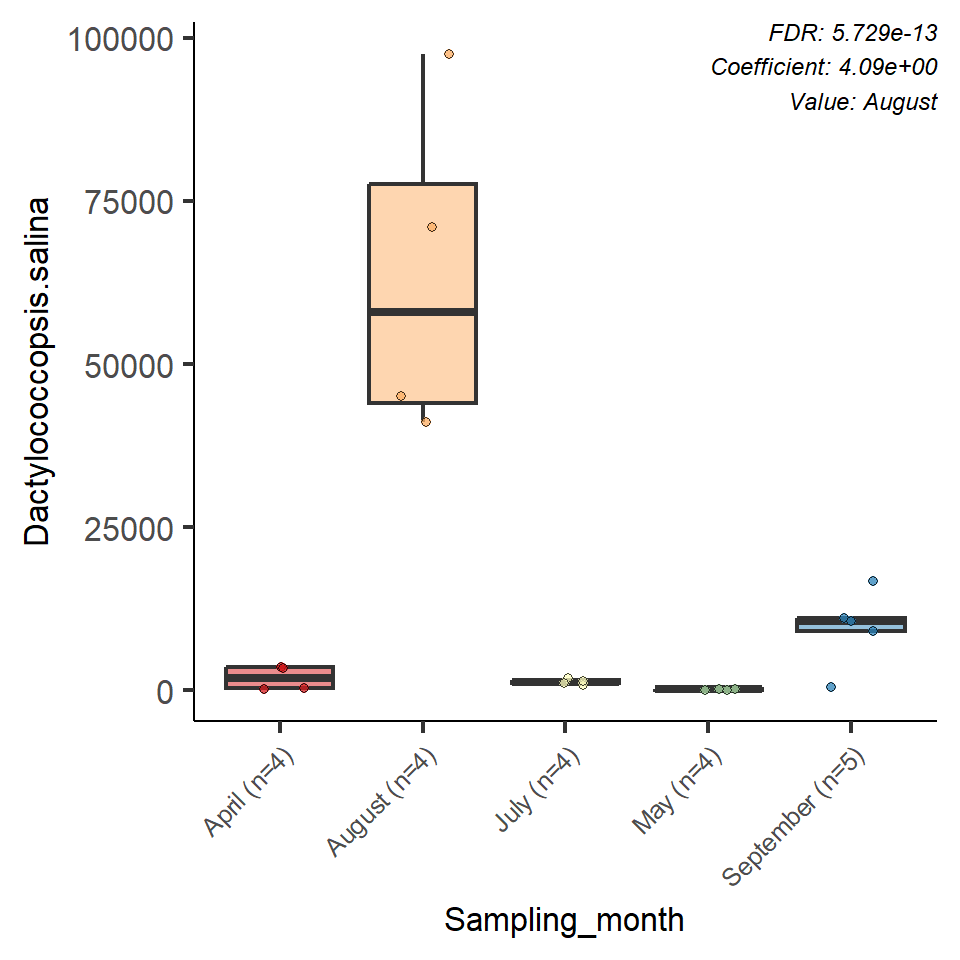 FDR: 5.729e-13
Coefficient: 4.09e+00
Value: August
Dactylococcopsis.salina
100000
75000
50000
25000
0
April (n=4)
August (n=4)
July (n=4)
May (n=4)
September (n=5)
Sampling_month